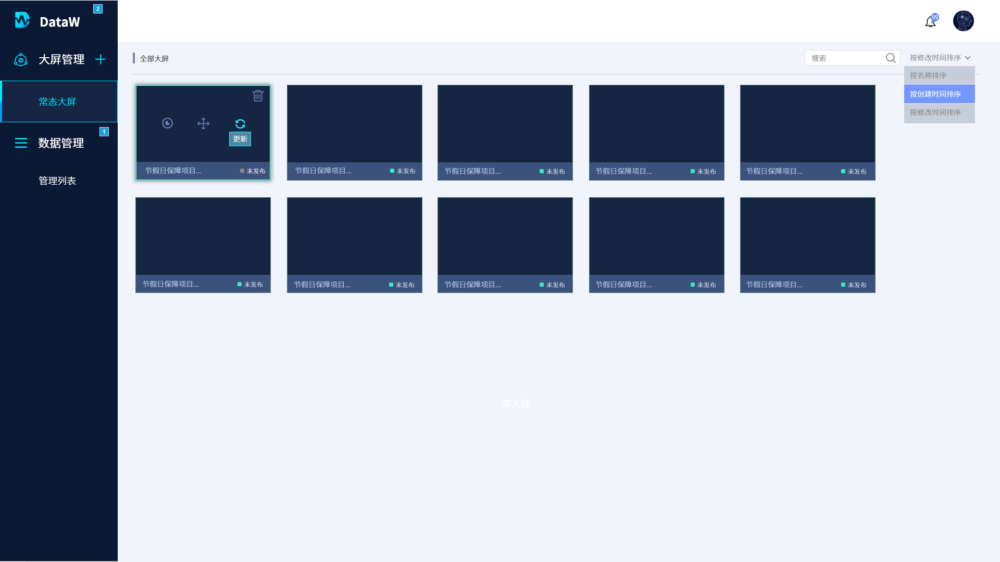 2
DataW
99
大屏管理
常态大屏
1
数据管理
管理列表
全部大屏
搜索
按修改时间排序
按名称排序
按创建时间排序
按修改时间排序
更新
节假日保障项目... 未发布
节假日保障项目... 未发布
节假日保障项目... 未发布
节假日保障项目... 未发布
节假日保障项目... 未发布
节假日保障项目... 未发布
节假日保障项目... 未发布
节假日保障项目... 未发布
节假日保障项目... 未发布
节假日保障项目... 未发布
某大屏